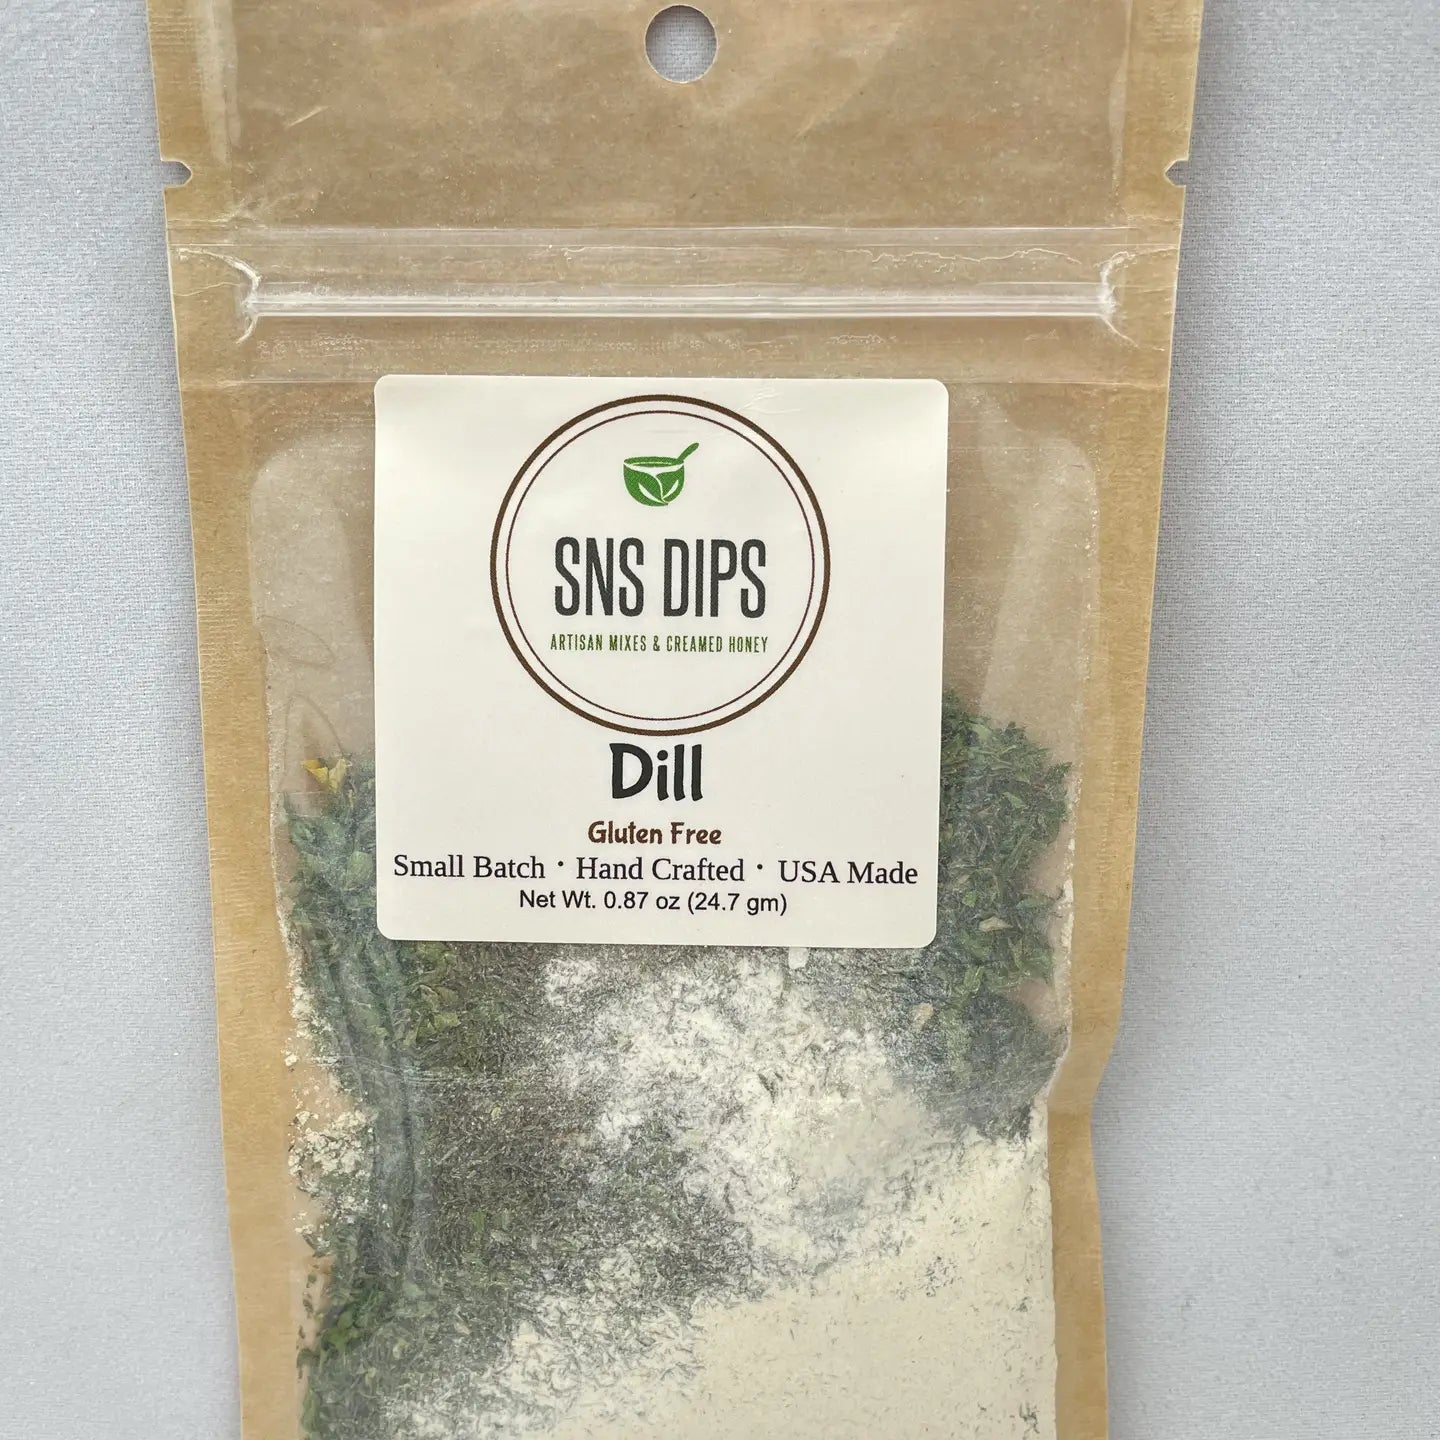 SNS DIPS
ARTISAN MIXES & CREAMED HONEY
Dill
Gluten Free
Small Batch · Hand Crafted · USA Made
Net Wt. 0.87 oz (24.7 gm)